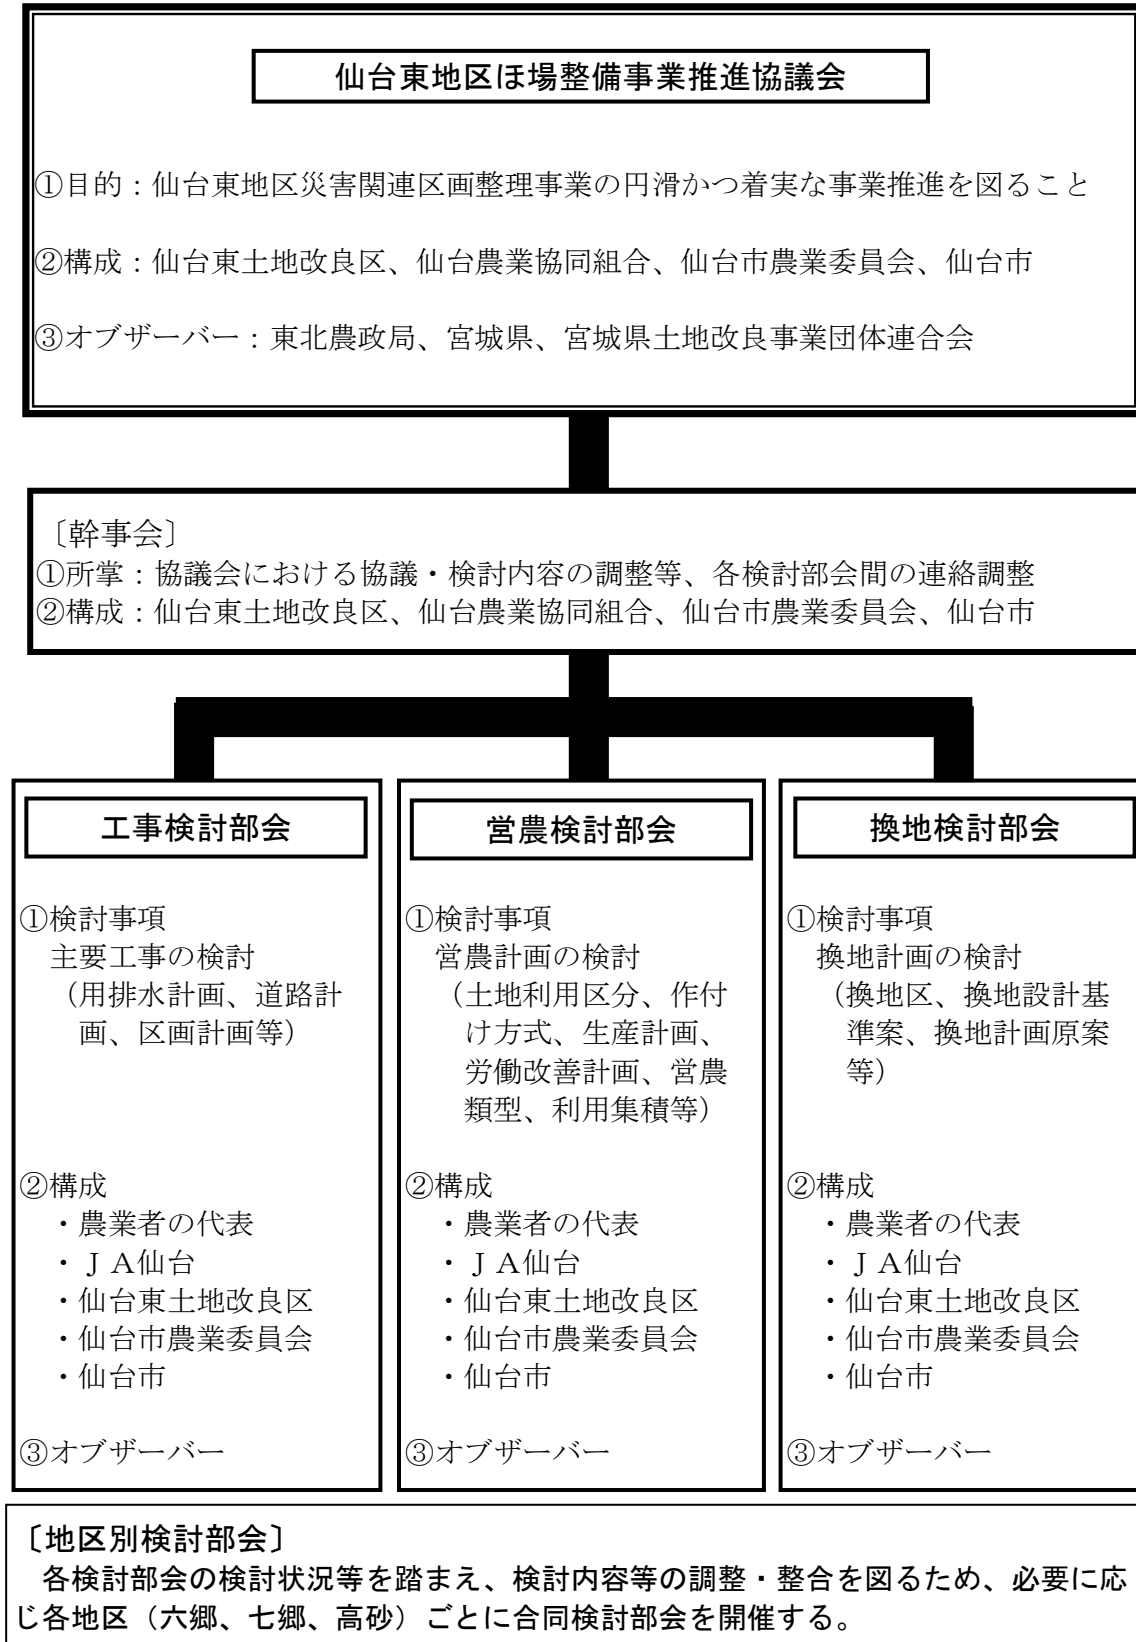 仙台東地区ほ場整備事業推進協議会
①目的：仙台東地区災害関連区画整理事業の円滑かつ着実な事業推進を図ること
②構成：仙台東土地改良区、仙台農業協同組合、仙台市農業委員会、仙台市
③オブザーバー：東北農政局、宮城県、宮城県土地改良事業団体連合会
〔幹事会〕
①所掌：協議会における協議・検討内容の調整等、各検討部会間の連絡調整
②構成：仙台東土地改良区、仙台農業協同組合、仙台市農業委員会、仙台市
工事検討部会
①検討事項
主要工事の検討
（用排水計画、道路計
画、区画計画等）
②構成
・農業者の代表
・ＪＡ仙台
・仙台東土地改良区
・仙台市農業委員会
・仙台市
③オブザーバー
営農検討部会
①検討事項
営農計画の検討
（土地利用区分、作付
け方式、生産計画、
労働改善計画、営農
類型、利用集積等）
②構成
・農業者の代表
・ＪＡ仙台
・仙台東土地改良区
・仙台市農業委員会
・仙台市
③オブザーバー
換地検討部会
①検討事項
換地計画の検討
（換地区、換地設計基
準案、換地計画原案
等）
②構成
・農業者の代表
・ＪＡ仙台
・仙台東土地改良区
・仙台市農業委員会
・仙台市
③オブザーバー
〔地区別検討部会〕
各検討部会の検討状況等を踏まえ、検討内容等の調整・整合を図るため、必要に応
じ各地区（六郷、七郷、高砂）ごとに合同検討部会を開催する。